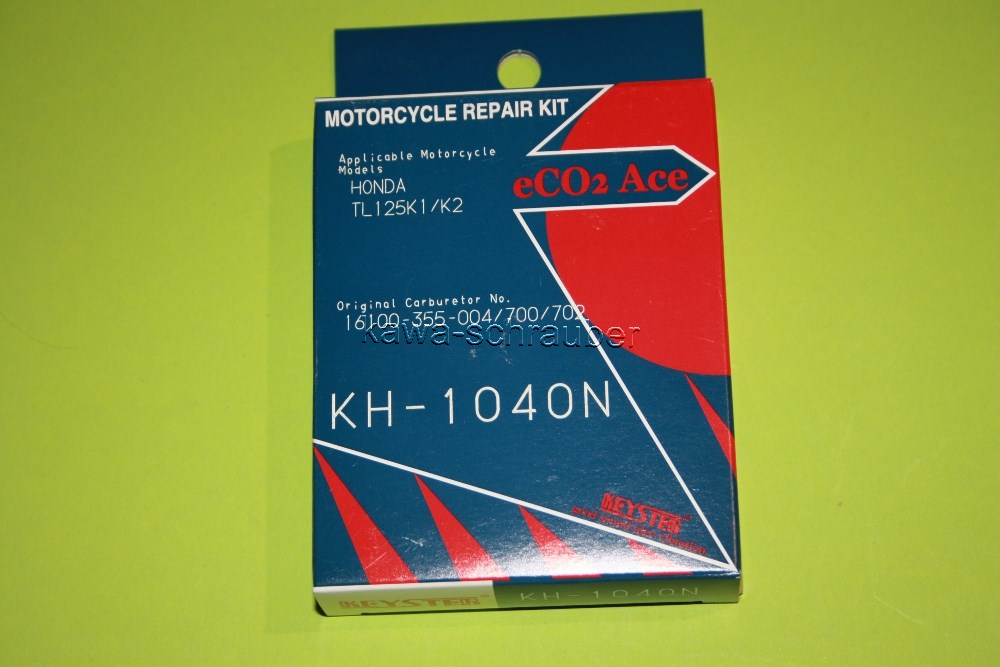 MOTORCYCLE REPAIR KIT
Applicable Motorcycle
Models
HONDA
TL125K1/K2
eCO2 Ace
Original Carburetor No.
16100-355-004/700/702
kawa-schrauber
KH-1040N
KEYSTER
KEYSTER
KH-1040N